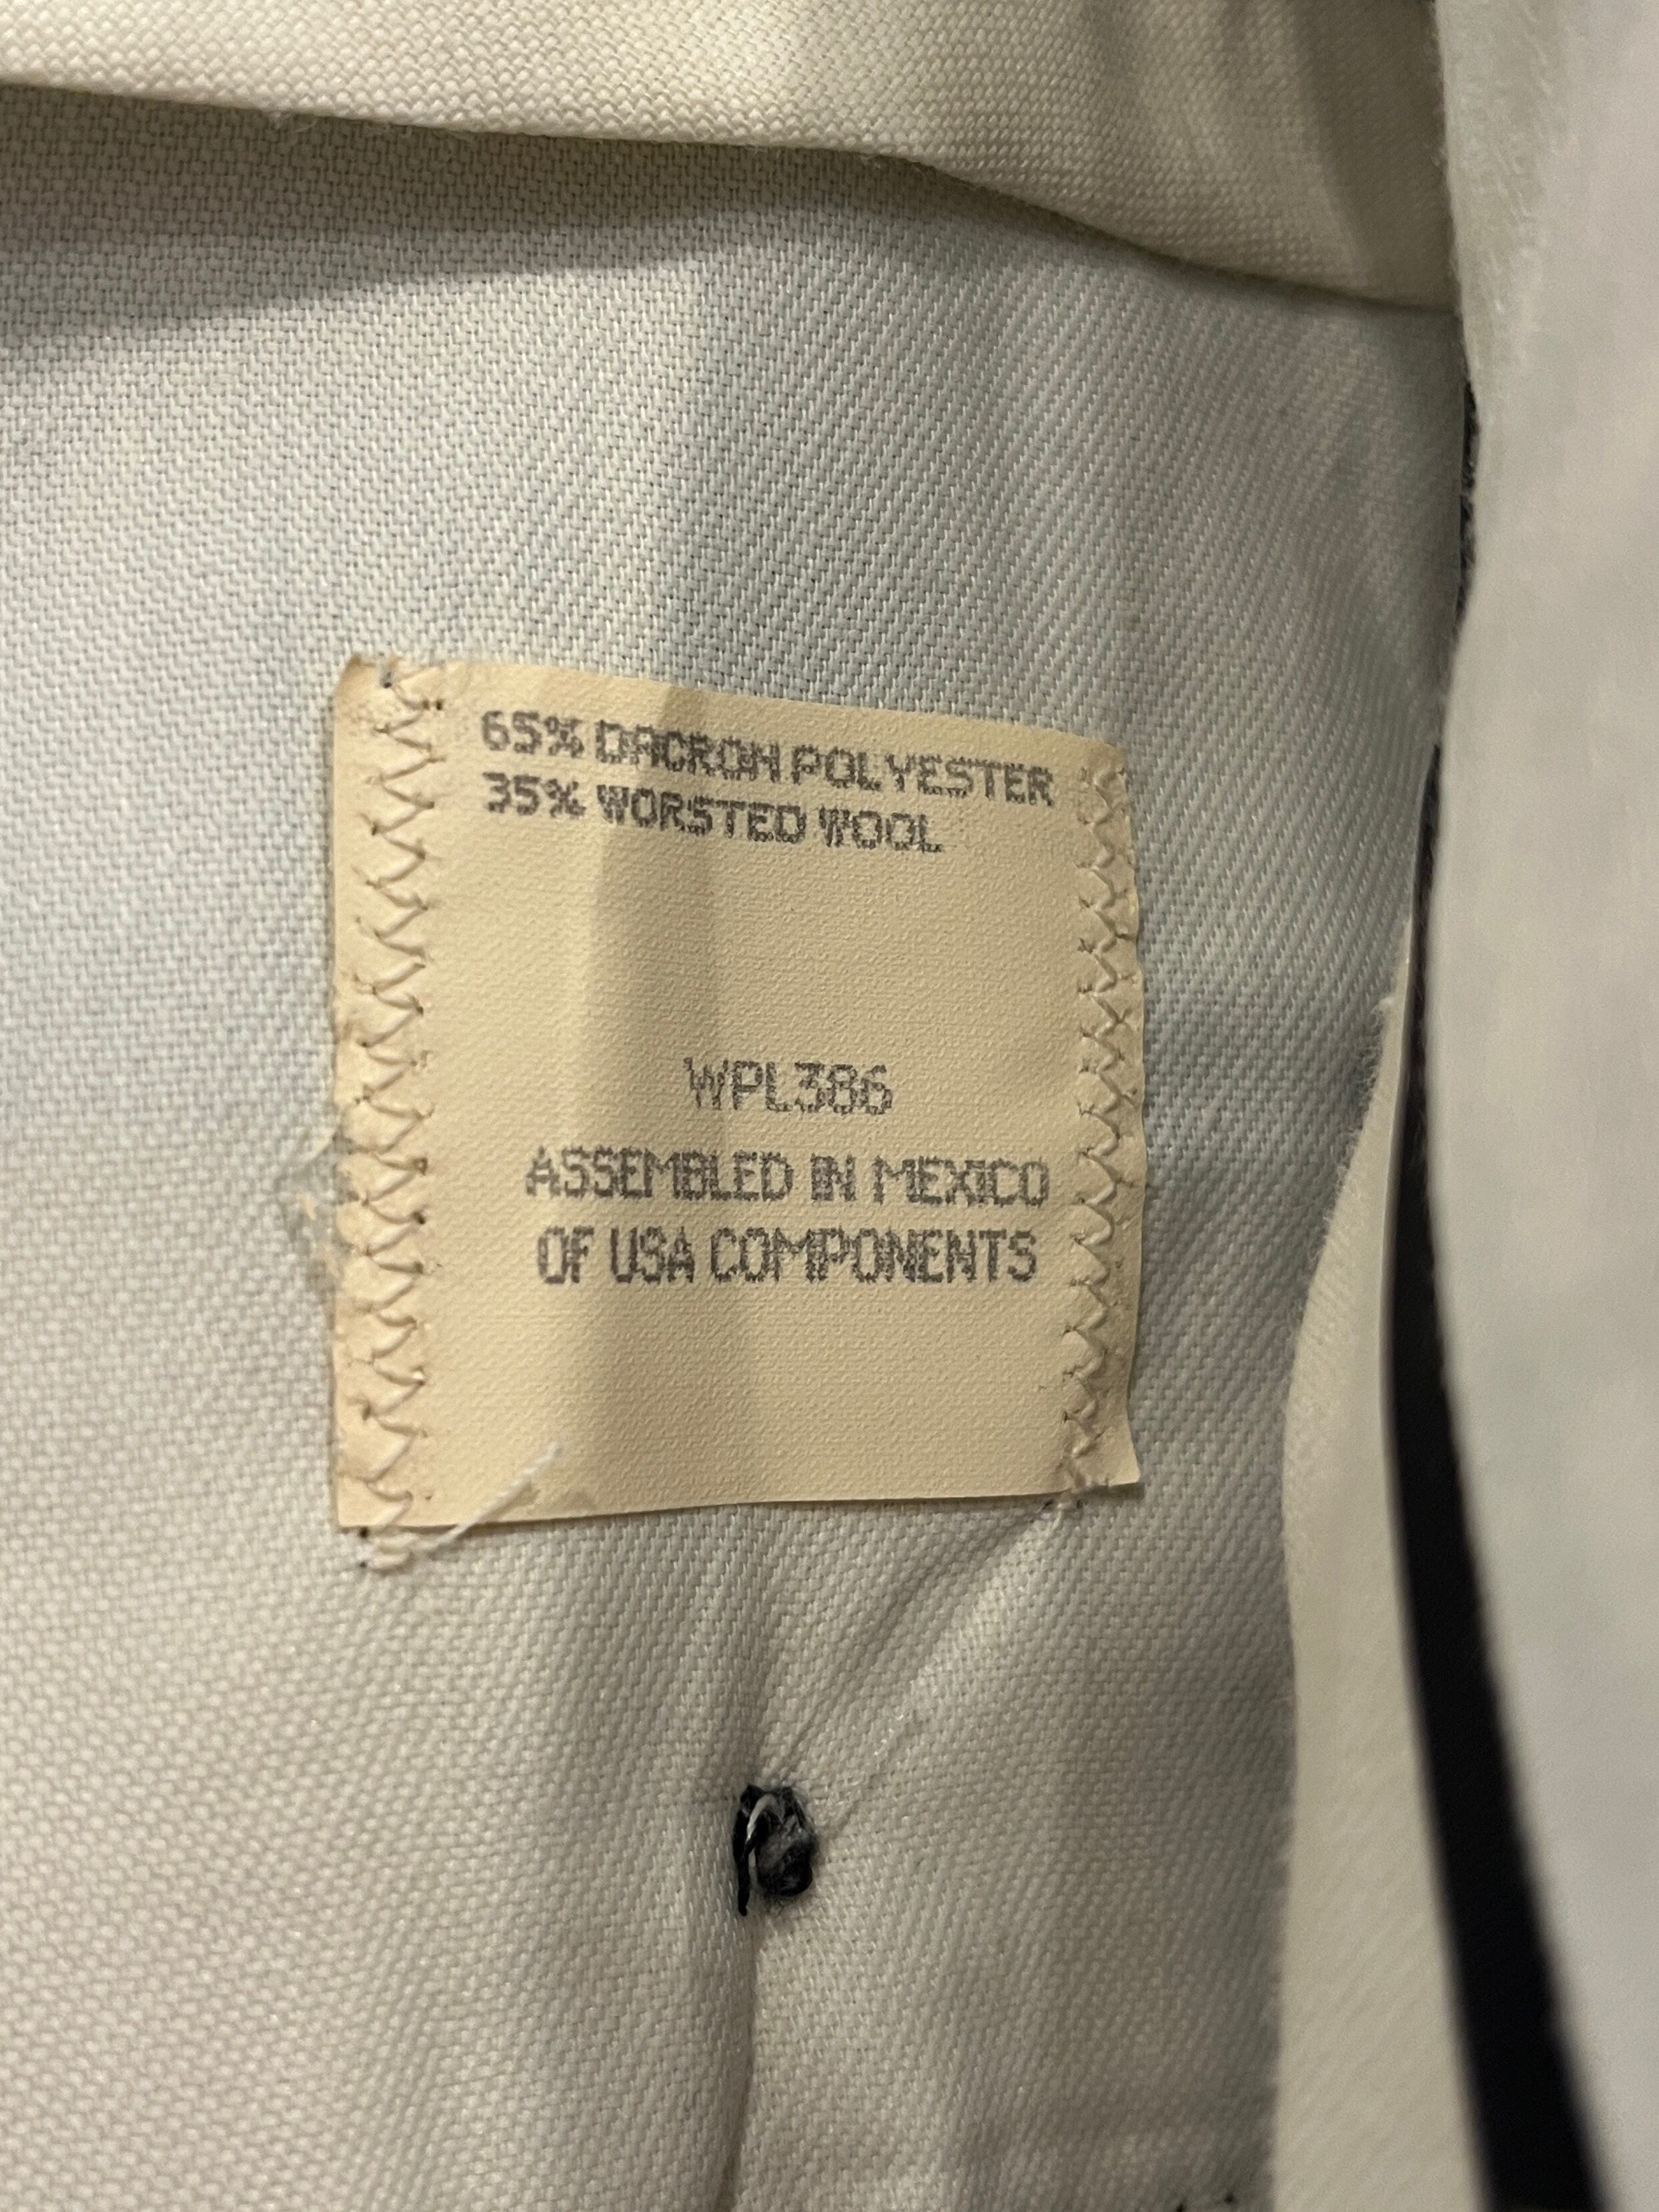 65% DACRON POLYESTER
35% WORSTED WOOL
WPL386
ASSEMBLED IN MEXICO
OF USA COMPONENTS